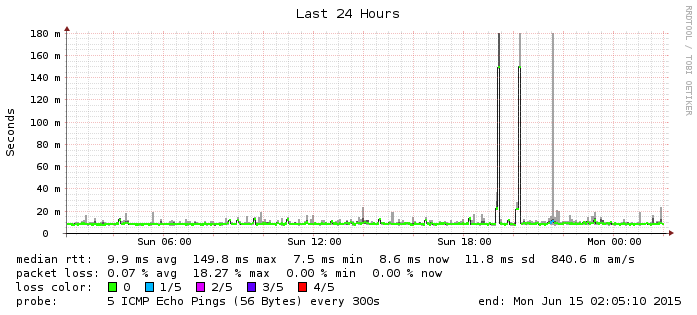 Last 24 Hours
RRDTOOL / TOBI OETIKER
Seconds
180 m
160 m
140 m
120 m
100 m
80 m
60 m
40 m
20 m
0
Sun 06:00 Sun 12:00 Sun 18:00 Mon 00:00
median rtt: 9.9 ms avg 149.8 ms max 7.5 ms min 8.6 ms now 11.8 ms sd 840.6 m am/s
packet loss: 0.07 % avg 18.27 % max 0.00 % min 0.00 % now
loss color: 0 1/5 2/5 3/5 4/5
probe: 5 ICMP Echo Pings (56 Bytes) every 300s end: Mon Jun 15 02:05:10 2015